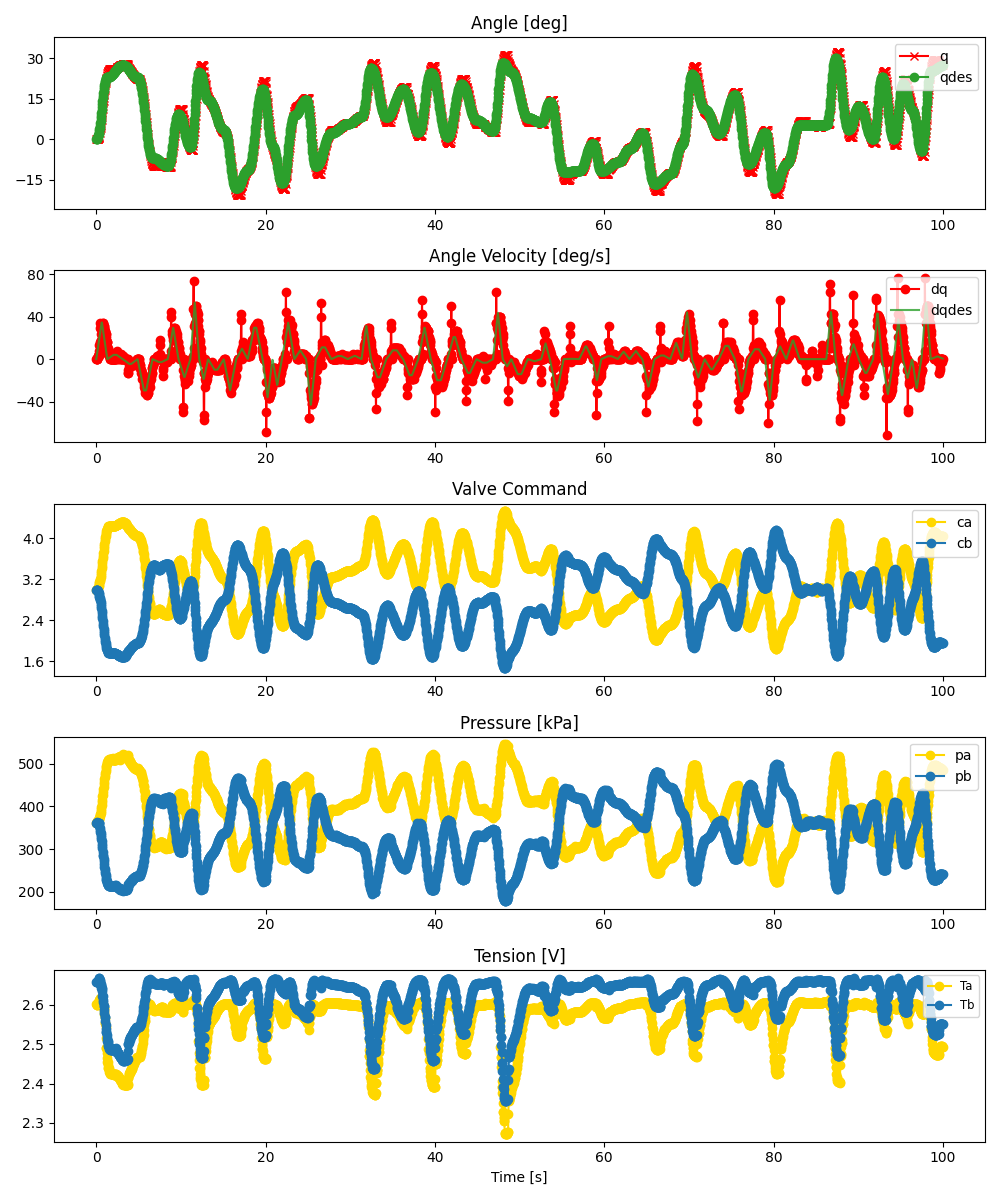 Angle [deg]
30
15
0
−15
q
qdes
0 20 40 60 80 100
Angle Velocity [deg/s]
80
40
0
−40
dq
dqdes
0 20 40 60 80 100
Valve Command
4.0
3.2
2.4
1.6
ca
cb
0 20 40 60 80 100
Pressure [kPa]
500
400
300
200
pa
pb
0 20 40 60 80 100
Tension [V]
2.6
2.5
2.4
2.3
Ta
Tb
0 20 40 60 80 100
Time [s]